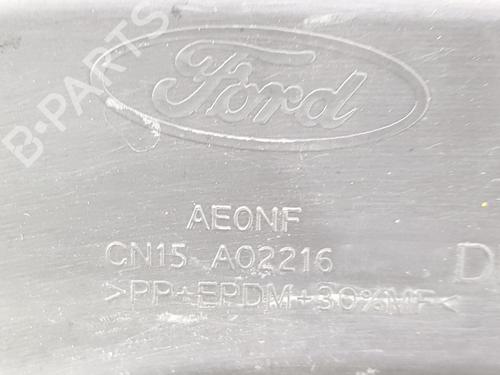 B-PARTS
Ford
AE0NF
CN15 A02216 D
>PP+EPDM+30%MF<